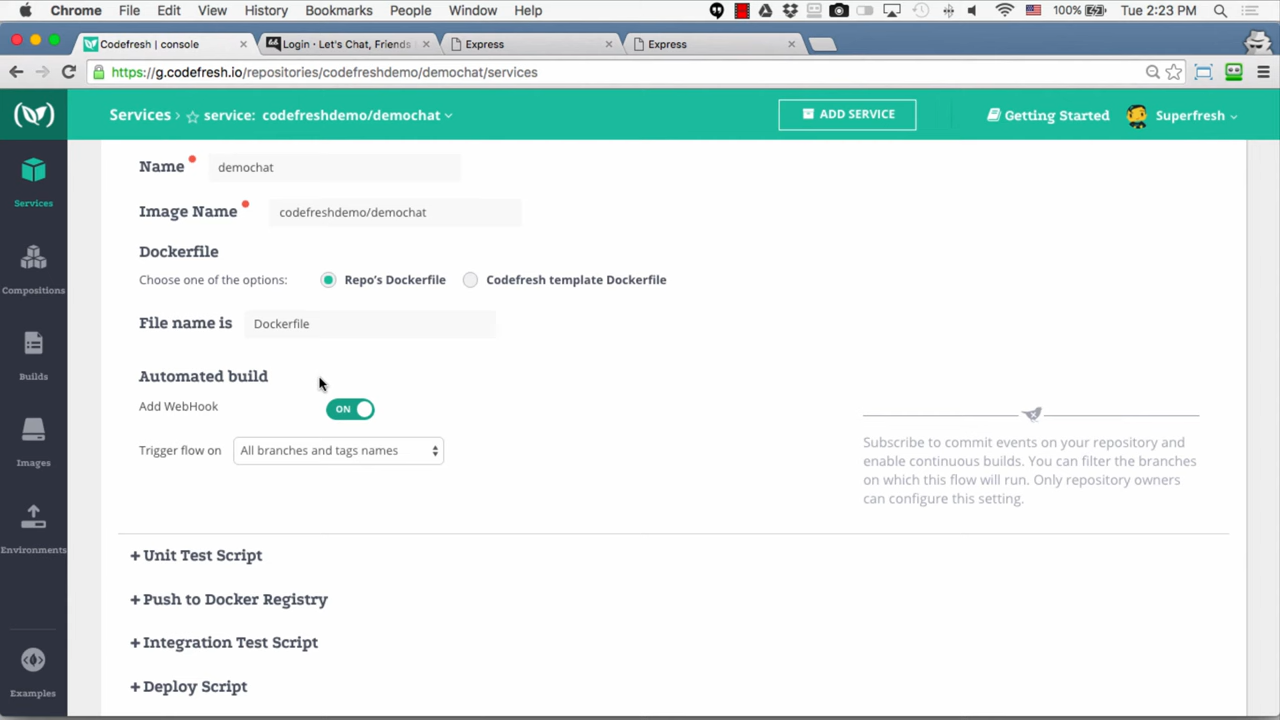 Chrome File Edit View History Bookmarks People Window Help 100% Tue 2:23 PM
Codefresh | console Login · Let's Chat, Friends Express Express
https://g.codefresh.io/repositories/codefreshdemo/demochat/services
Services › service: codefreshdemo/demochat ADD SERVICE Getting Started Superfresh
Services
Compositions
Builds
Images
Environments
Examples
Name demochat
Image Name codefreshdemo/demochat
Dockerfile
Choose one of the options: Repo's Dockerfile Codefresh template Dockerfile
File name is Dockerfile
Automated build
Add WebHook ON
Trigger flow on All branches and tags names
Subscribe to commit events on your repository and
enable continuous builds. You can filter the branches
on which this flow will run. Only repository owners
can configure this setting.
+ Unit Test Script
+ Push to Docker Registry
+ Integration Test Script
+ Deploy Script